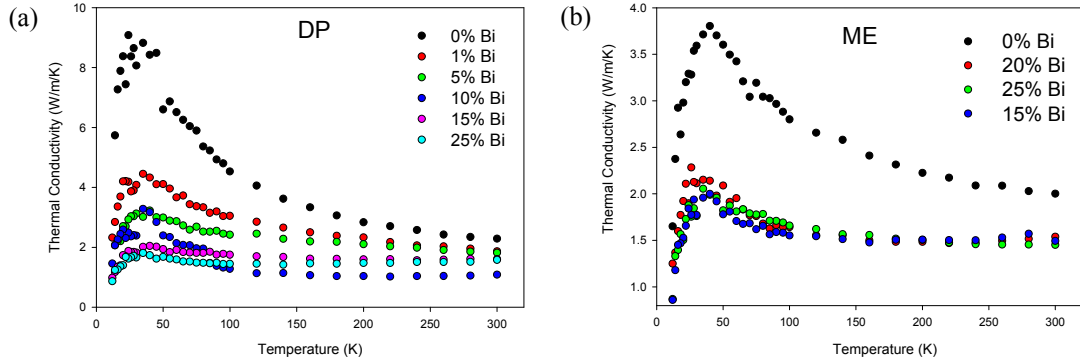 (a)
DP
0% Bi
1% Bi
5% Bi
10% Bi
15% Bi
25% Bi
Thermal Conductivity (W/m/K)
10
8
6
4
2
0
0 50 100 150 200 250 300
Temperature (K)
(b)
ME
0% Bi
20% Bi
25% Bi
15% Bi
Thermal Conductivity (W/m/K)
4.0
3.5
3.0
2.5
2.0
1.5
1.0
0 50 100 150 200 250 300
Temperature (K)